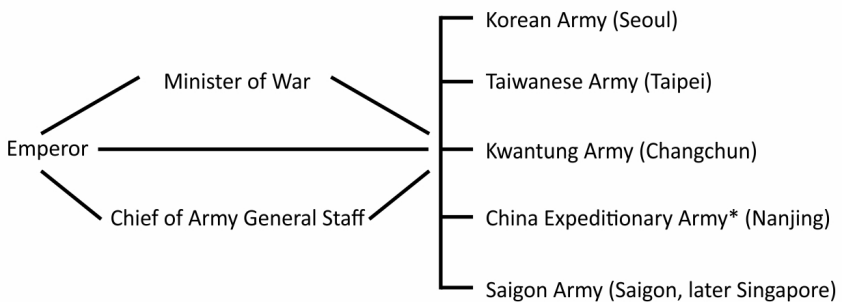 Korean Army (Seoul)
Minister of War
Taiwanese Army (Taipei)
Emperor
Kwantung Army (Changchun)
Chief of Army General Staff
China Expeditionary Army* (Nanjing)
Saigon Army (Saigon, later Singapore)